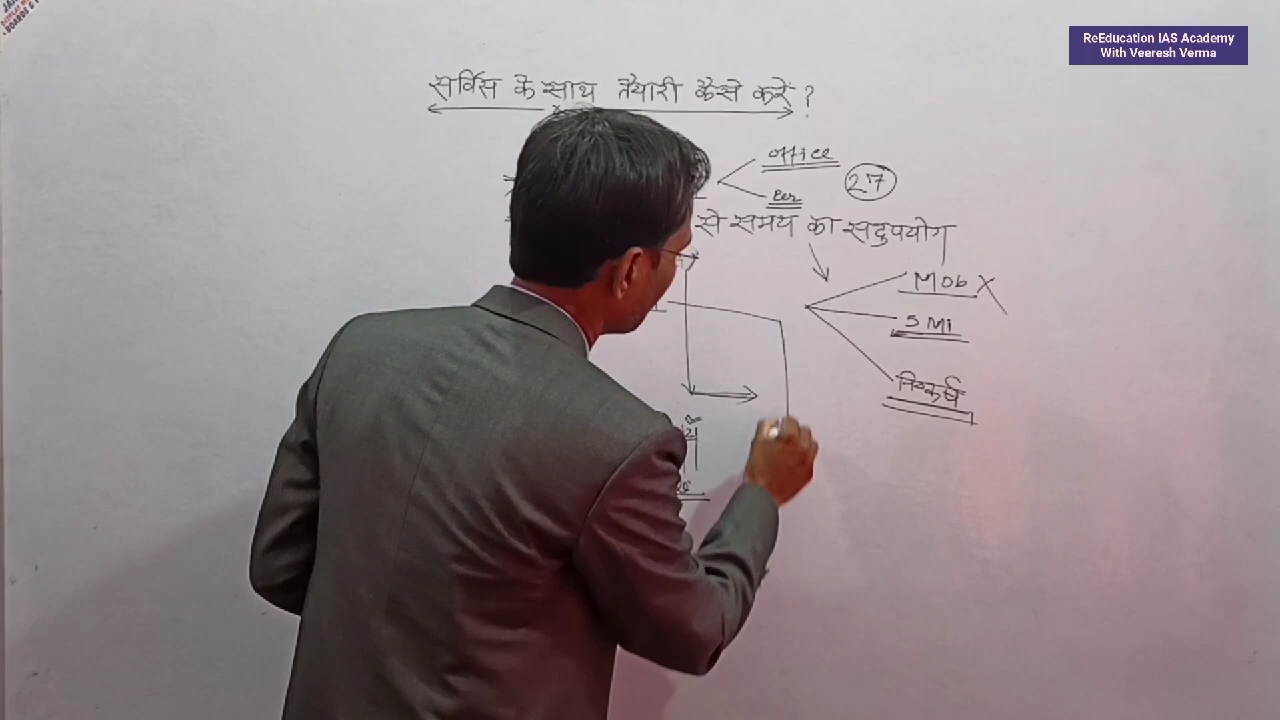 ReEducation IAS Academy
With Veeresh Verma
सर्विस के साथ तैयारी कैसे करें ?
office
27
से समय का सदुपयोग
Mob X
5 Mi
निष्कर्ष